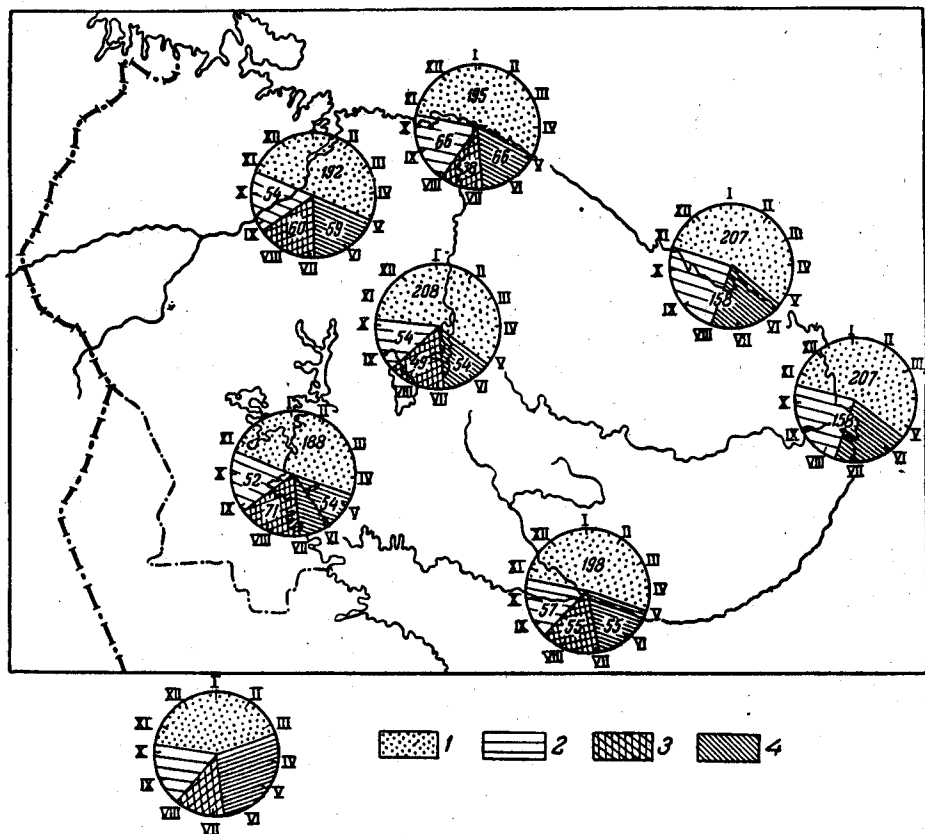 I
XII II
XI 195 III
X 66 38 66 IV
IX V
VIII VII VI
XII II
XI 192 III
X 54 60 59 IV
IX V
VIII VII VI
I
XII II
XI 207 III
X 158 IV
IX V
VIII VII VI
I
XII II
XI 208 III
X 54 49 54 IV
IX V
VIII VII VI
I
XII II
XI 207 III
X 158 V
IX VI
VIII VII
II
XI 188 III
X 52 71 54 IV
IX V
VIII VII VI
I
XII II
XI 198 III
X 57 55 55 IV
IX V
VIII VII VI
I
XII II
XI III
X IV
IX V
VIII VII VI
1 2 3 4